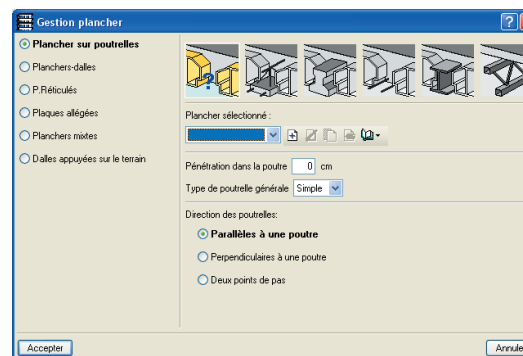 Gestion plancher
Plancher sur poutrelles
Planchers-dalles
P.Réticulés
Plaques allégées
Planchers mixtes
Dalles appuyées sur le terrain
Plancher sélectionné :
Pénétration dans la poutre 0 cm
Type de poutrelle générale Simple
Direction des poutrelles:
Parallèles à une poutre
Perpendiculaires à une poutre
Deux points de pas
Accepter
Annule